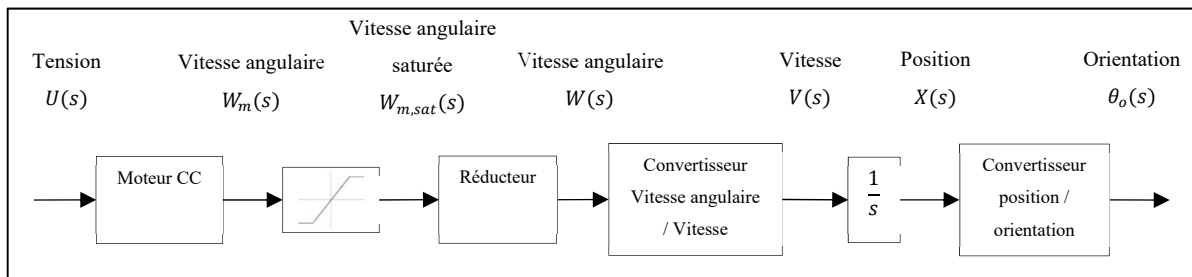 Vitesse angulaire
Tension Vitesse angulaire saturée Vitesse angulaire Vitesse Position Orientation
U(s) W_m(s) W_{m,sat}(s) W(s) V(s) X(s) θ_o(s)
Moteur CC
Réducteur
Convertisseur
Vitesse angulaire
/ Vitesse
1
s
Convertisseur
position /
orientation